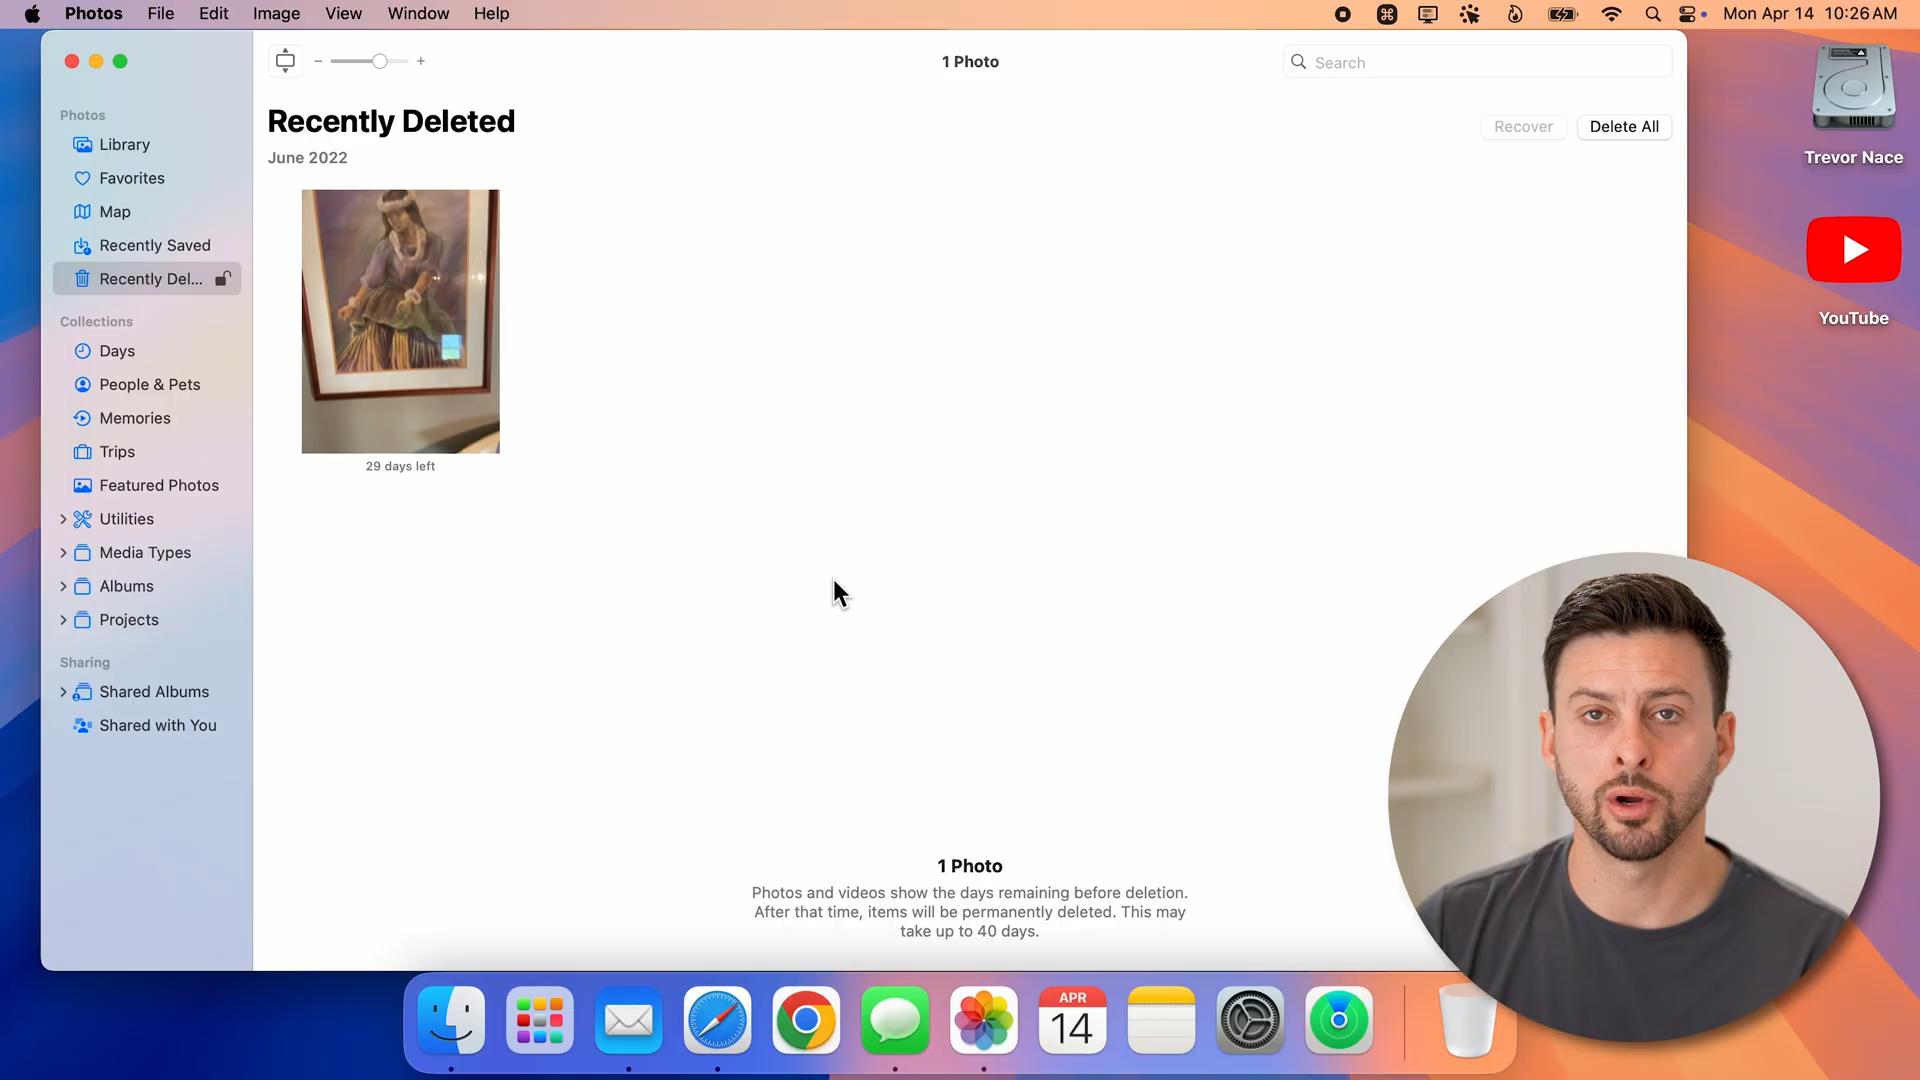 Photos File Edit Image View Window Help
Mon Apr 14 10:26 AM
1 Photo
Search
Recently Deleted
June 2022
Recover
Delete All
29 days left
Photos
Library
Favorites
Map
Recently Saved
Recently Del...
Collections
Days
People & Pets
Memories
Trips
Featured Photos
Utilities
Media Types
Albums
Projects
Sharing
Shared Albums
Shared with You
1 Photo
Photos and videos show the days remaining before deletion.
After that time, items will be permanently deleted. This may
take up to 40 days.
Trevor Nace
YouTube
APR
14